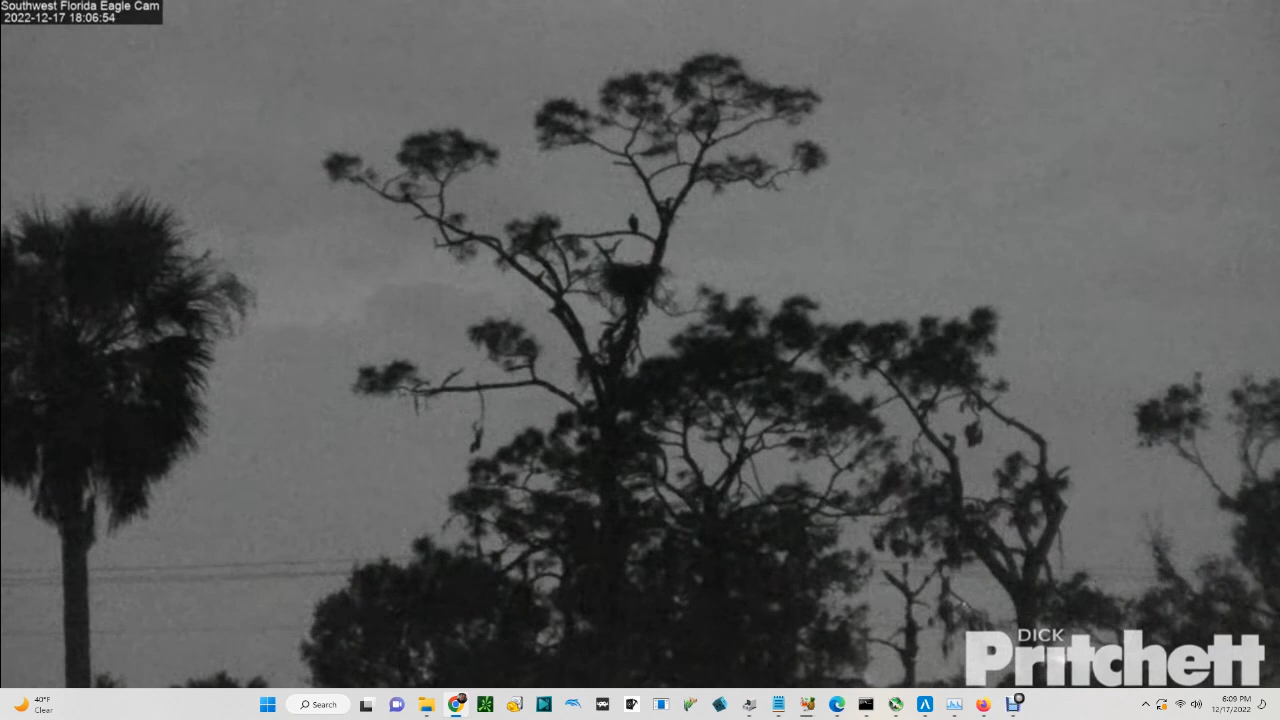 Southwest Florida Eagle Cam
2022-12-17 18:06:54
DICK
Pritchett
40°F
Clear
Search
6:09 PM
12/17/2022